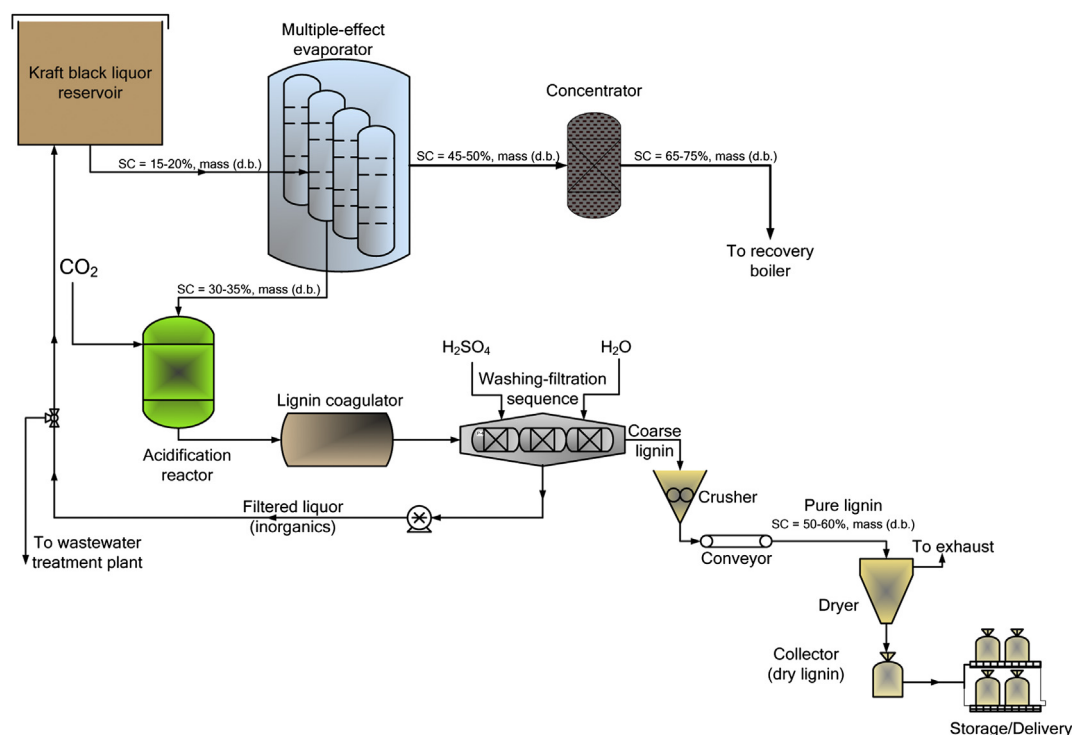 Kraft black liquor
reservoir
Multiple-effect
evaporator
Concentrator
SC = 15-20%, mass (d.b.)
SC = 45-50%, mass (d.b.)
SC = 65-75%, mass (d.b.)
To recovery
boiler
CO₂
SC = 30-35%, mass (d.b.)
H₂SO₄
H₂O
Washing-filtration
sequence
Lignin coagulator
Acidification
reactor
Coarse
lignin
Crusher
Filtered liquor
(inorganics)
To wastewater
treatment plant
Pure lignin
SC = 50-60%, mass (d.b.)
Conveyor
To exhaust
Dryer
Collector
(dry lignin)
Storage/Delivery